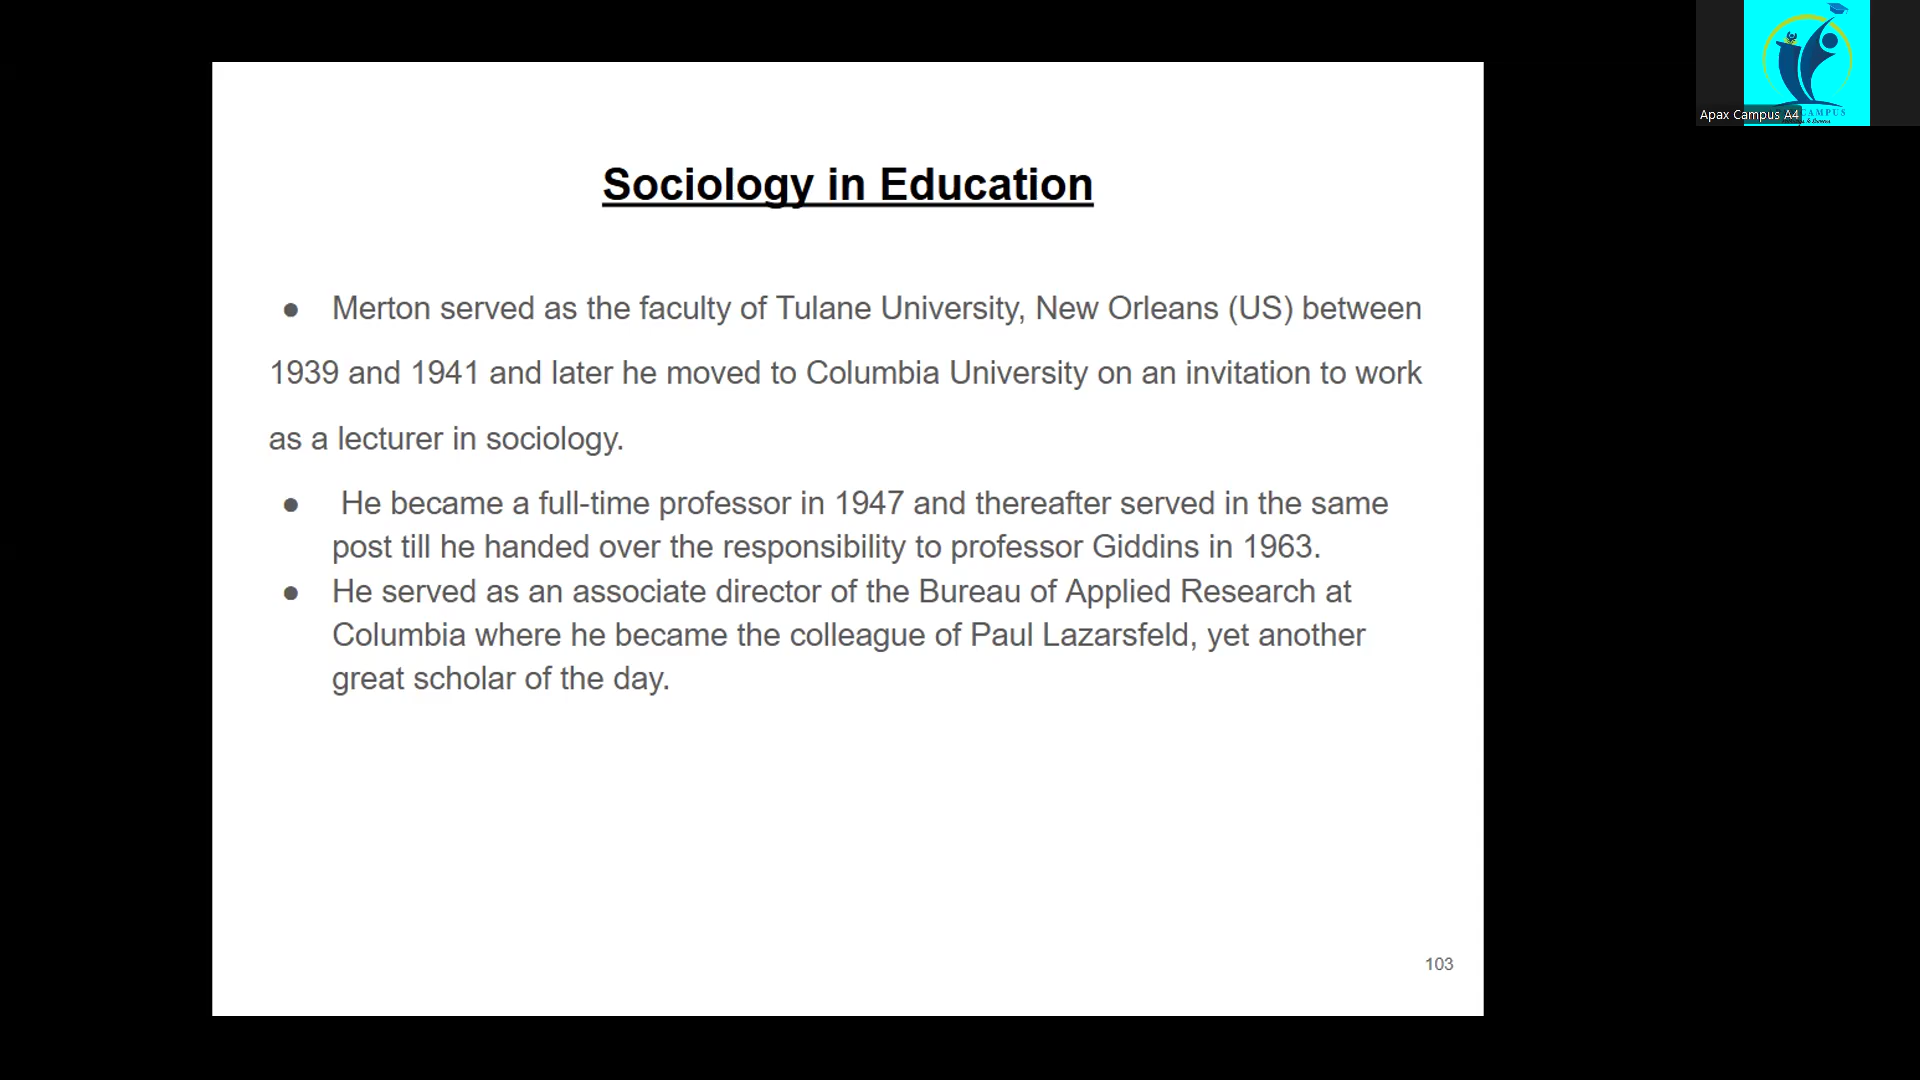 Apax Campus A4
CAMPUS
Sociology in Education
● Merton served as the faculty of Tulane University, New Orleans (US) between
1939 and 1941 and later he moved to Columbia University on an invitation to work
as a lecturer in sociology.
● He became a full-time professor in 1947 and thereafter served in the same
post till he handed over the responsibility to professor Giddins in 1963.
● He served as an associate director of the Bureau of Applied Research at
Columbia where he became the colleague of Paul Lazarsfeld, yet another
great scholar of the day.
103